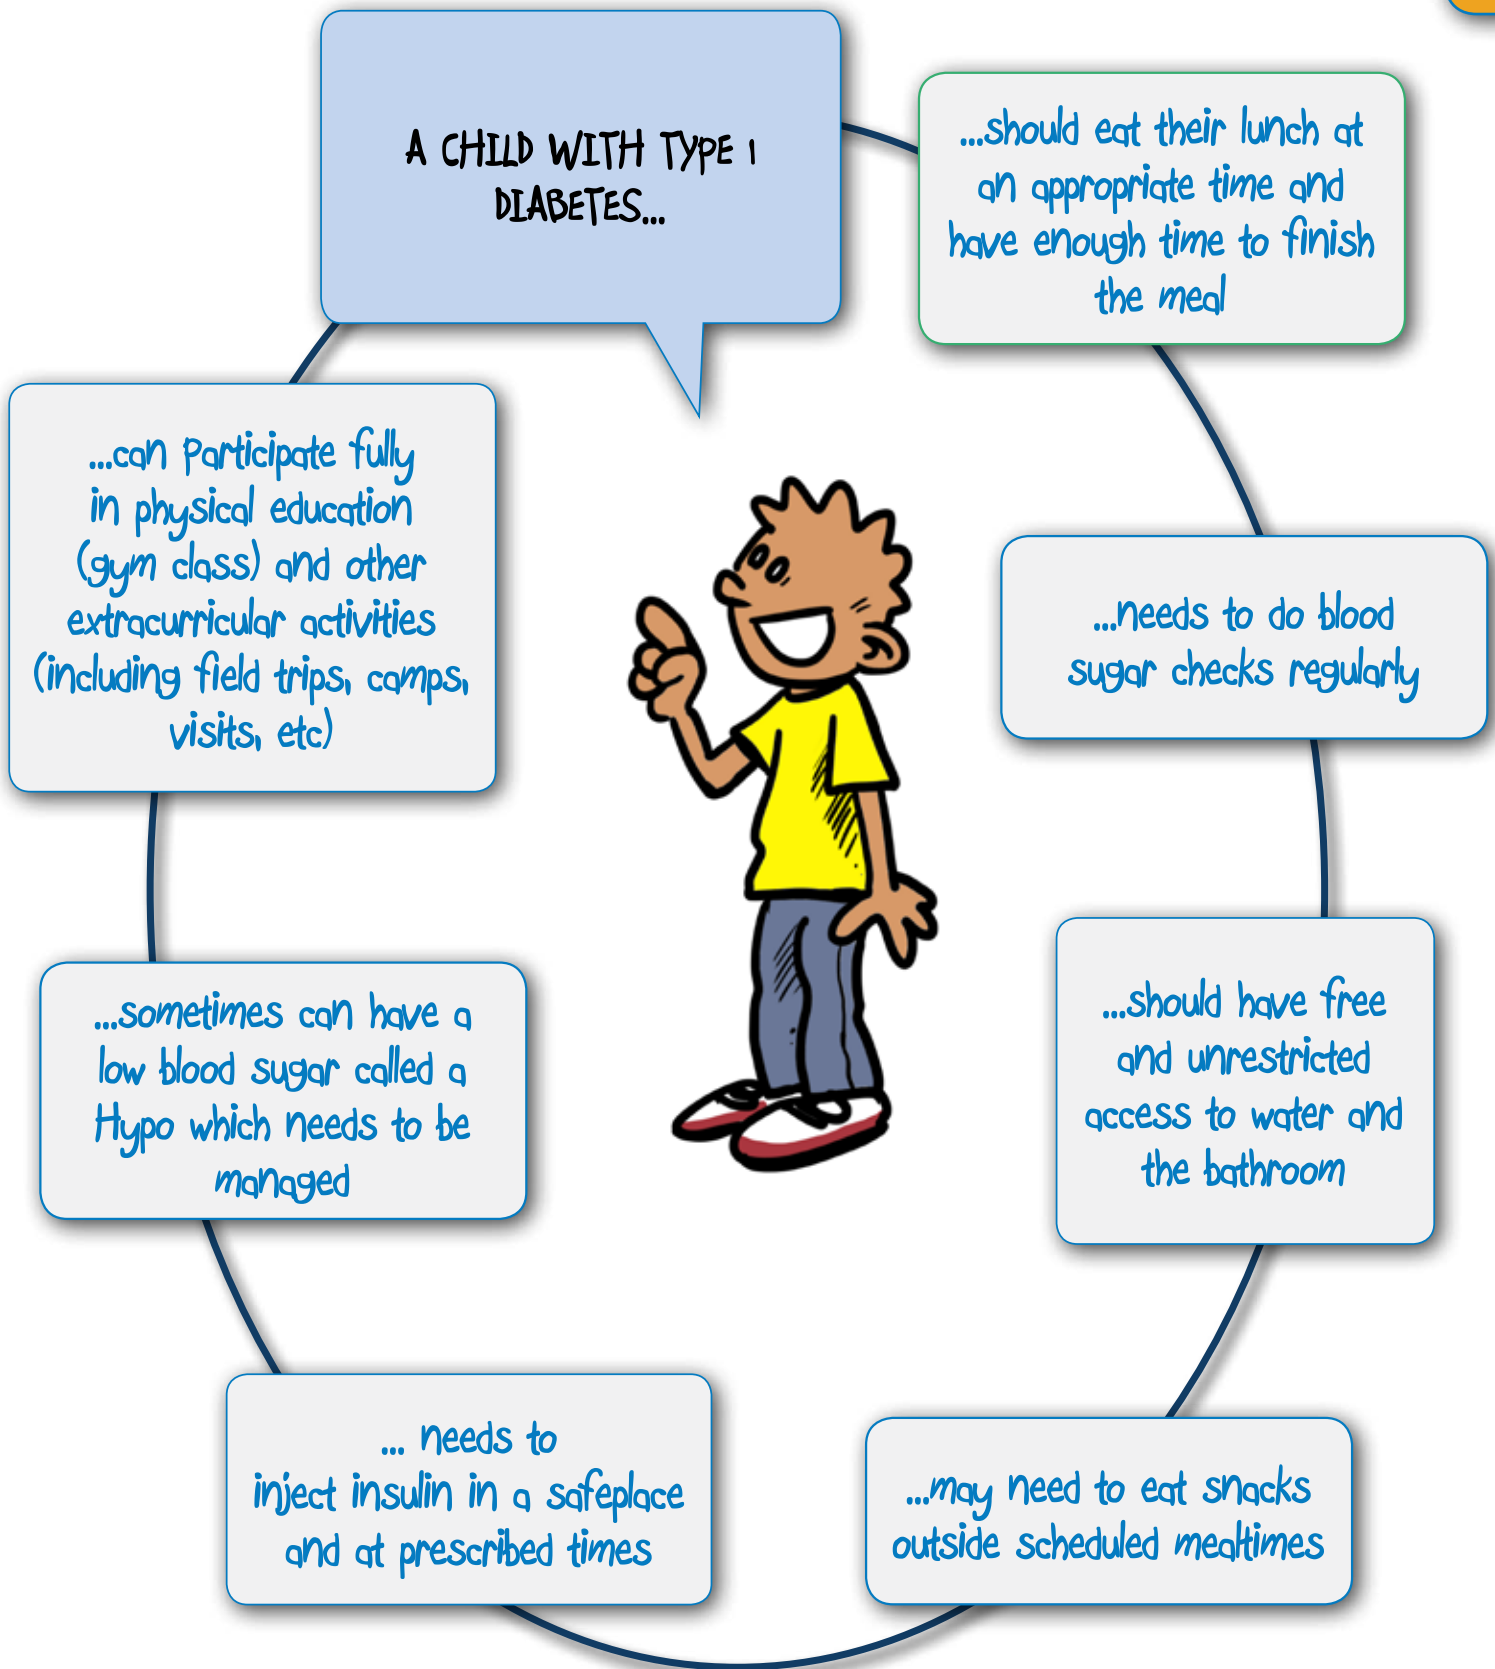 A CHILD WITH TYPE 1
DIABETES...
...should eat their lunch at
an appropriate time and
have enough time to finish
the meal
...needs to do blood
sugar checks regularly
...should have free
and unrestricted
access to water and
the bathroom
...may need to eat snacks
outside scheduled mealtimes
... needs to
inject insulin in a safeplace
and at prescribed times
...sometimes can have a
low blood sugar called a
Hypo which needs to be
managed
...can Participate fully
in physical education
(gym class) and other
extracurricular activities
(including field trips, camps,
visits, etc)